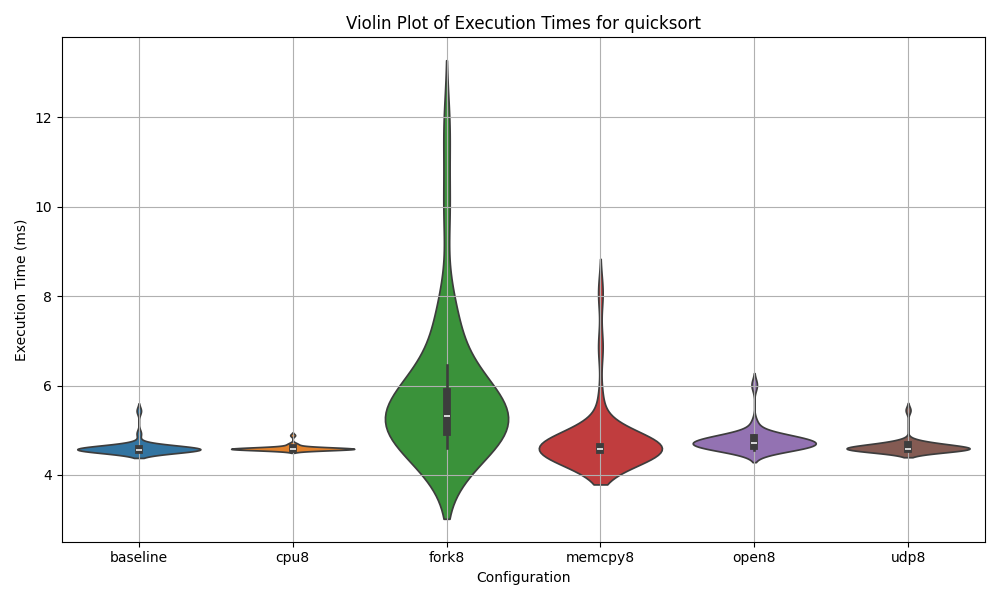 Violin Plot of Execution Times for quicksort
Execution Time (ms)
12
10
8
6
4
baseline cpu8 fork8 memcpy8 open8 udp8
Configuration